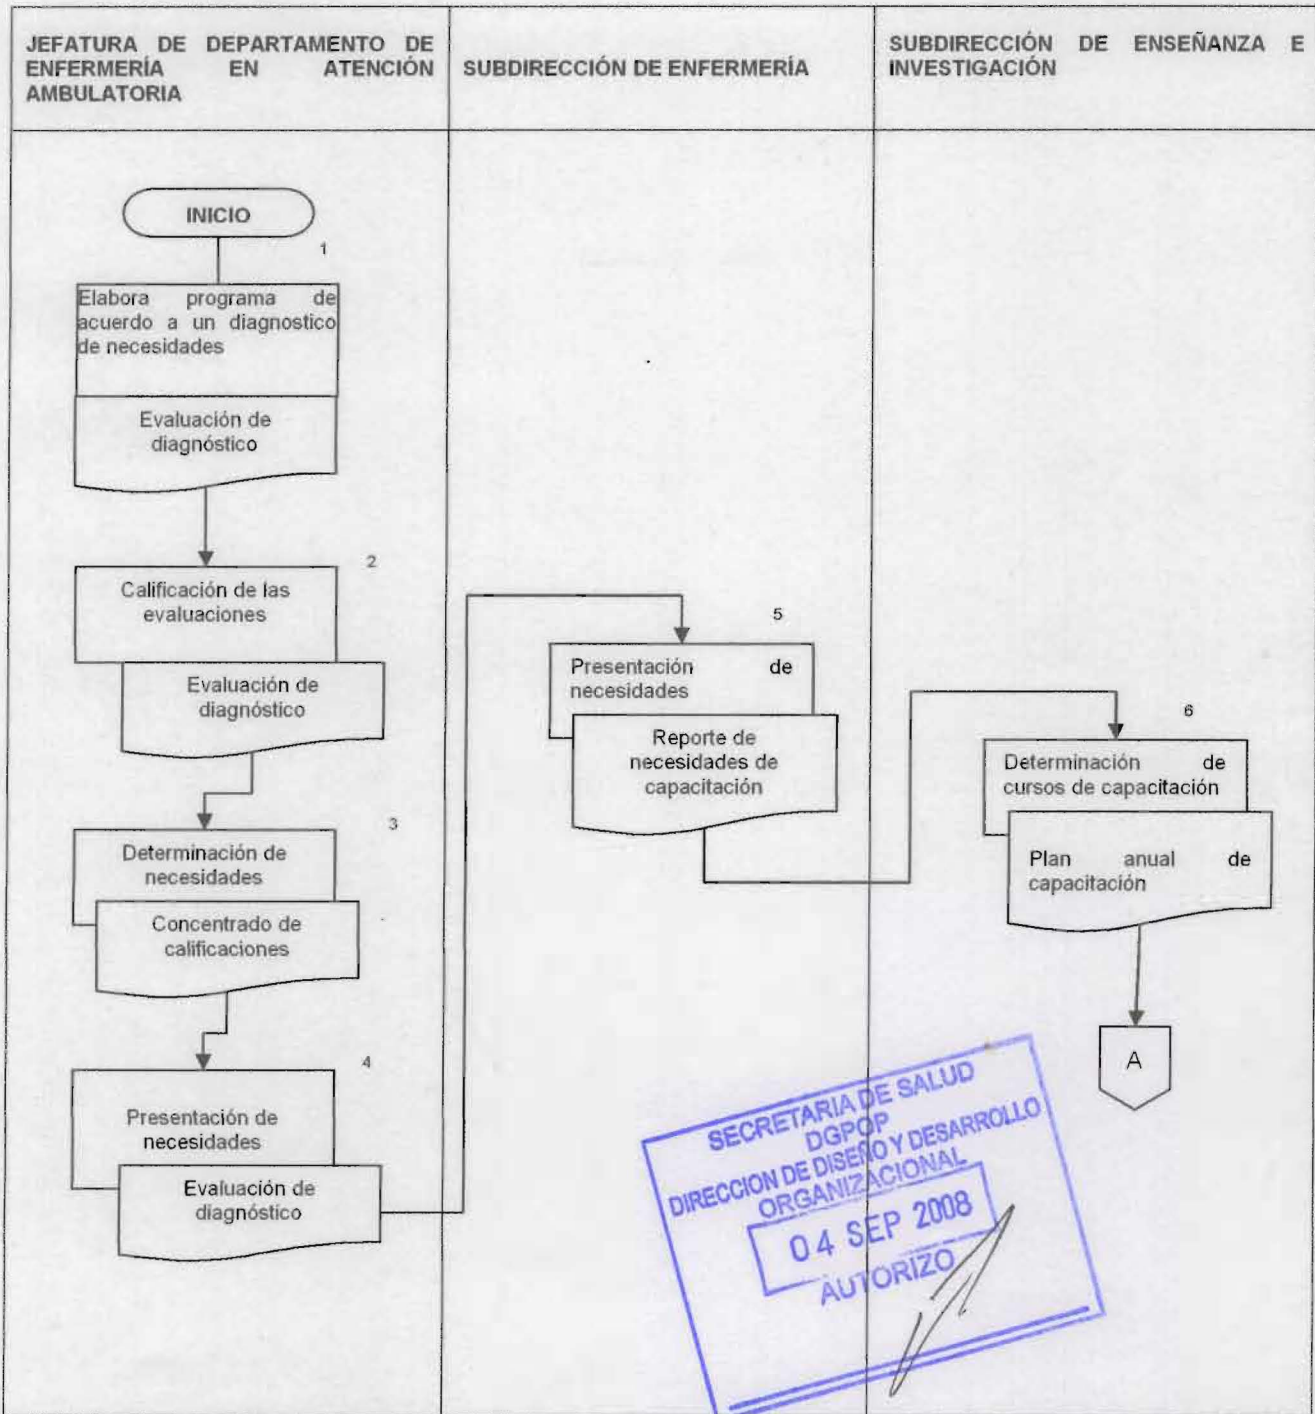 JEFATURA DE DEPARTAMENTO DE
ENFERMERÍA EN ATENCIÓN
AMBULATORIA
SUBDIRECCIÓN DE ENFERMERÍA
SUBDIRECCIÓN DE ENSEÑANZA E
INVESTIGACIÓN
INICIO
1
Elabora programa de
acuerdo a un diagnostico
de necesidades
Evaluación de
diagnóstico
2
Calificación de las
evaluaciones
Evaluación de
diagnóstico
3
Determinación de
necesidades
Concentrado de
calificaciones
4
Presentación de
necesidades
Evaluación de
diagnóstico
5
Presentación de
necesidades
Reporte de
necesidades de
capacitación
6
Determinación de
cursos de capacitación
Plan anual de
capacitación
A
SECRETARIA DE SALUD
DGPOP
DIRECCION DE DISEÑO Y DESARROLLO
ORGANIZACIONAL
04 SEP 2008
AUTORIZO